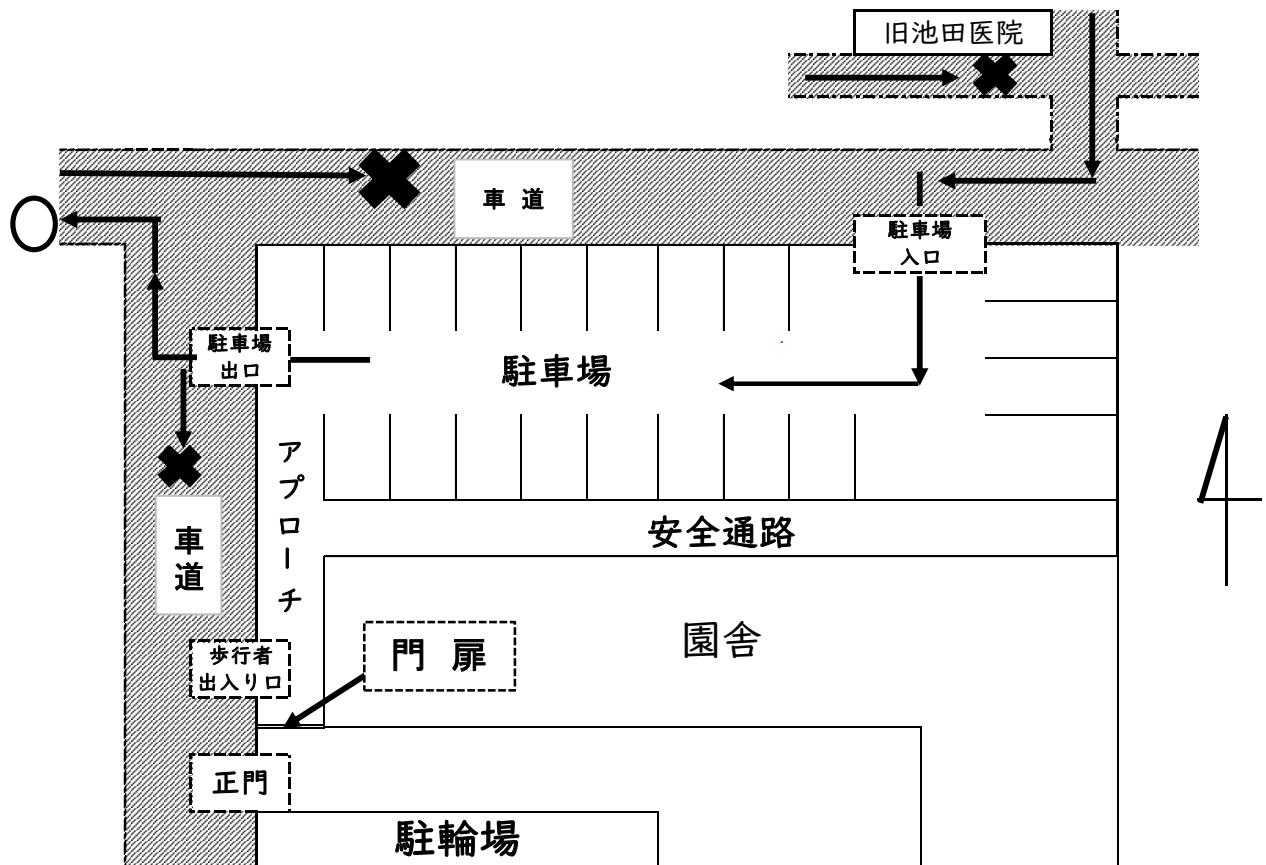 旧池田医院
車 道
駐車場
入口
駐車場
出口
駐車場
アプローチ
安全通路
車道
園舎
歩行者
出入り口
門 扉
正門
駐輪場